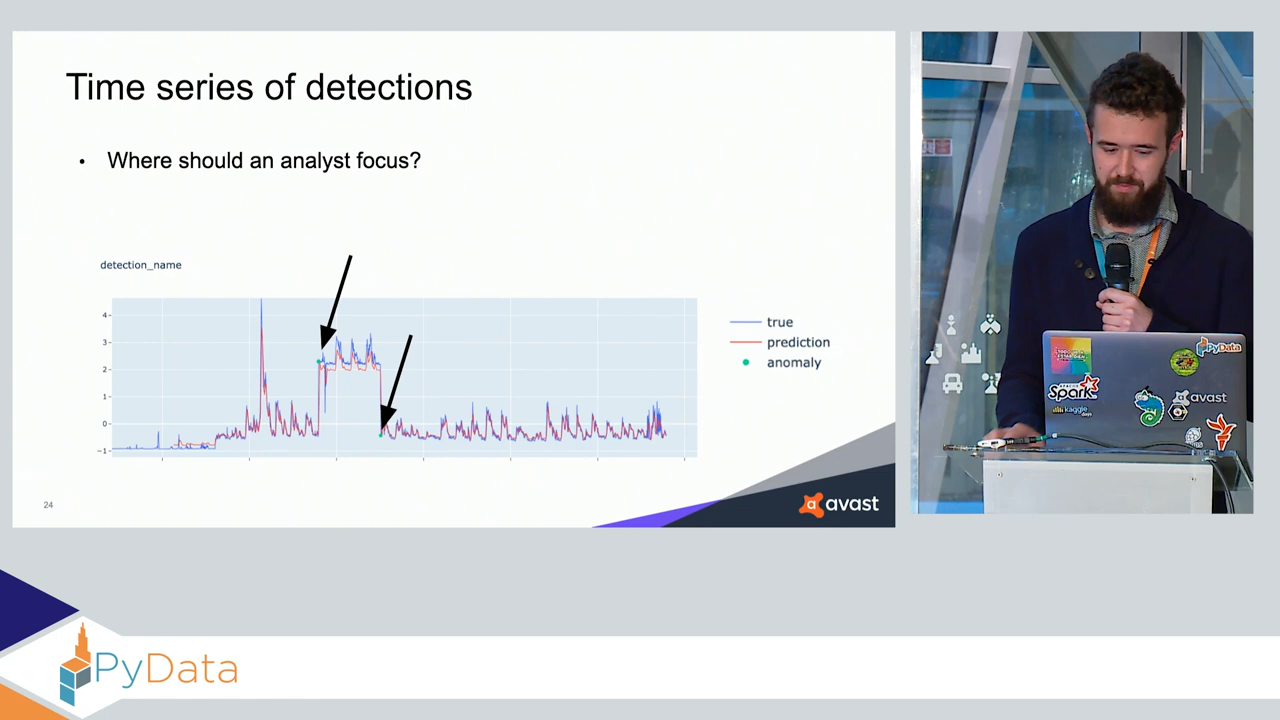 Time series of detections
• Where should an analyst focus?
detection_name
4
3
2
1
0
−1
true
prediction
anomaly
24
avast
PyData
APACHE
Spark
kaggle
avast
PyData